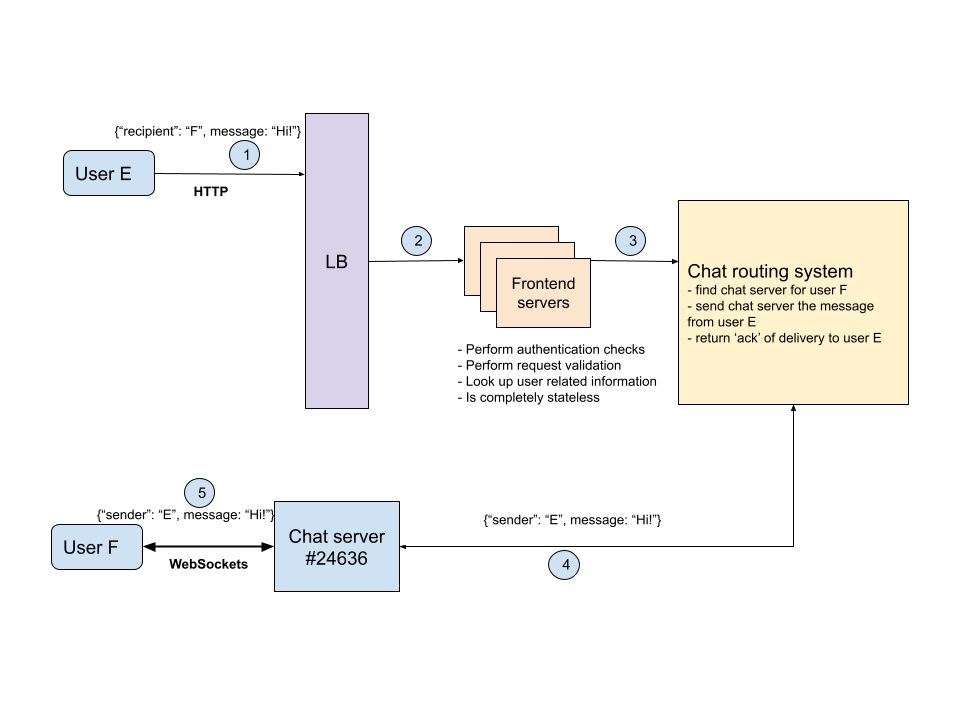 {“recipient”: “F”, message: “Hi!”}
1
User E
HTTP
LB
2
3
Frontend
servers
- Perform authentication checks
- Perform request validation
- Look up user related information
- Is completely stateless
Chat routing system
- find chat server for user F
- send chat server the message
from user E
- return ‘ack’ of delivery to user E
5
{“sender”: “E”, message: “Hi!”}
User F
WebSockets
Chat server
#24636
{“sender”: “E”, message: “Hi!”}
4